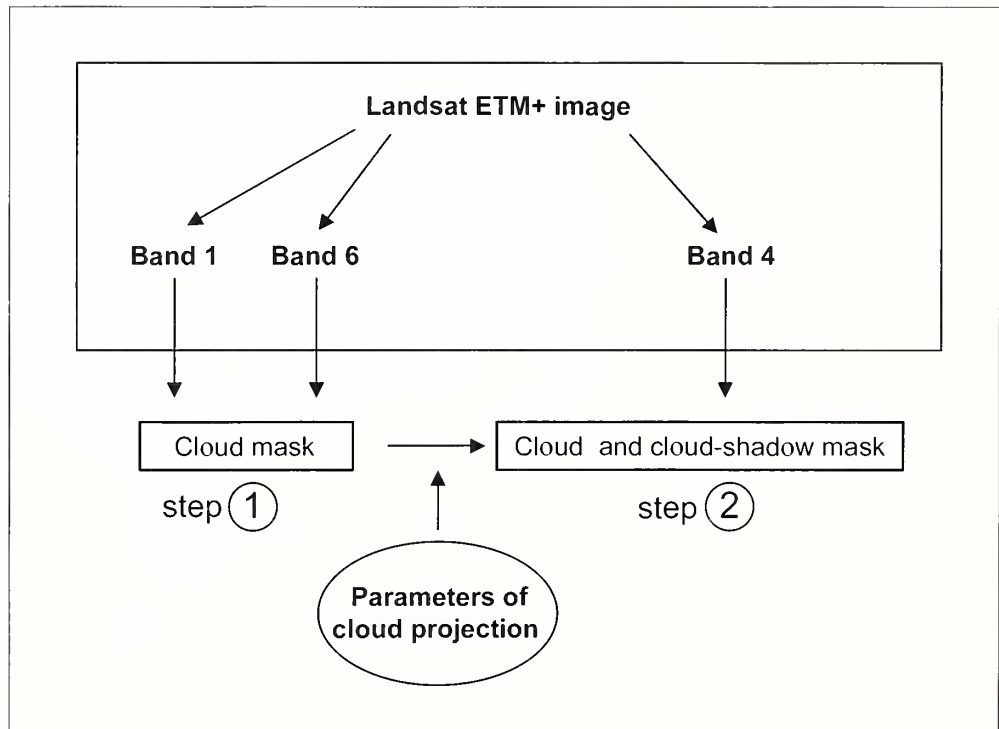 Landsat ETM+ image
Band 1
Band 6
Band 4
Cloud mask
Cloud and cloud-shadow mask
step 1
step 2
Parameters of
cloud projection